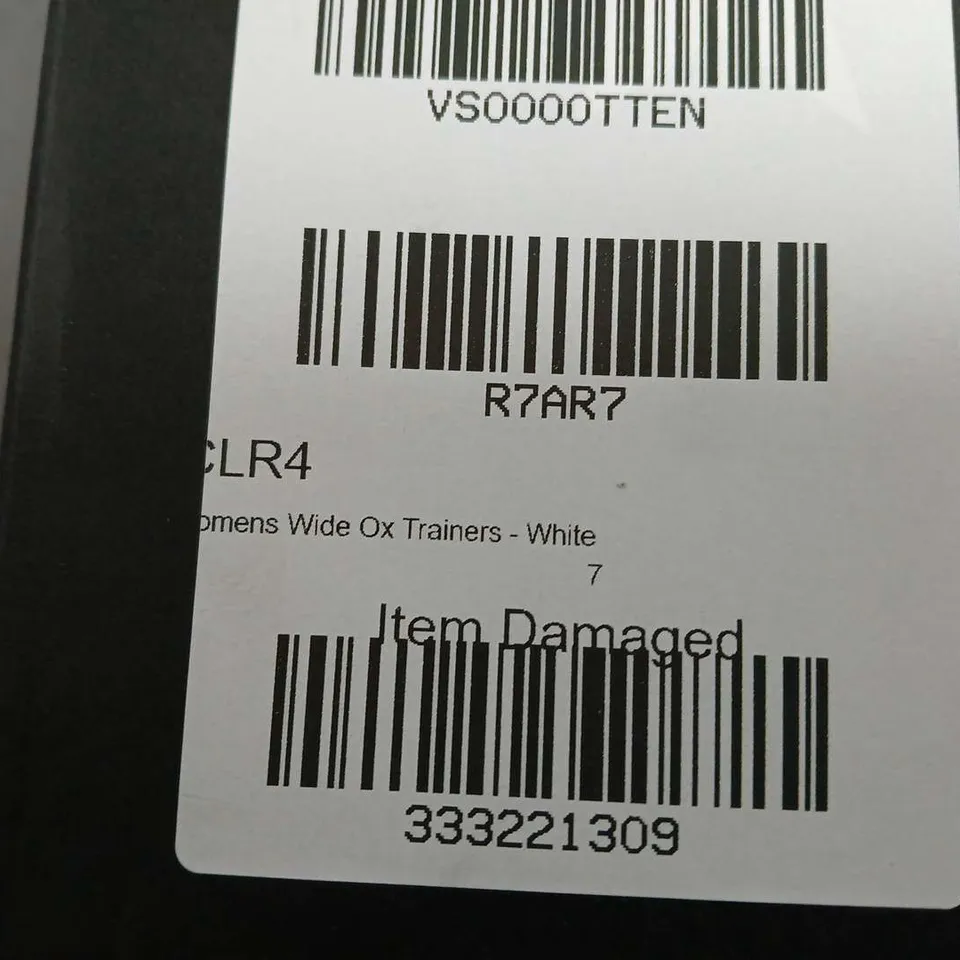 VS0000TTEN
R7AR7
CLR4
omens Wide Ox Trainers - White
7
Item Damaged
333221309